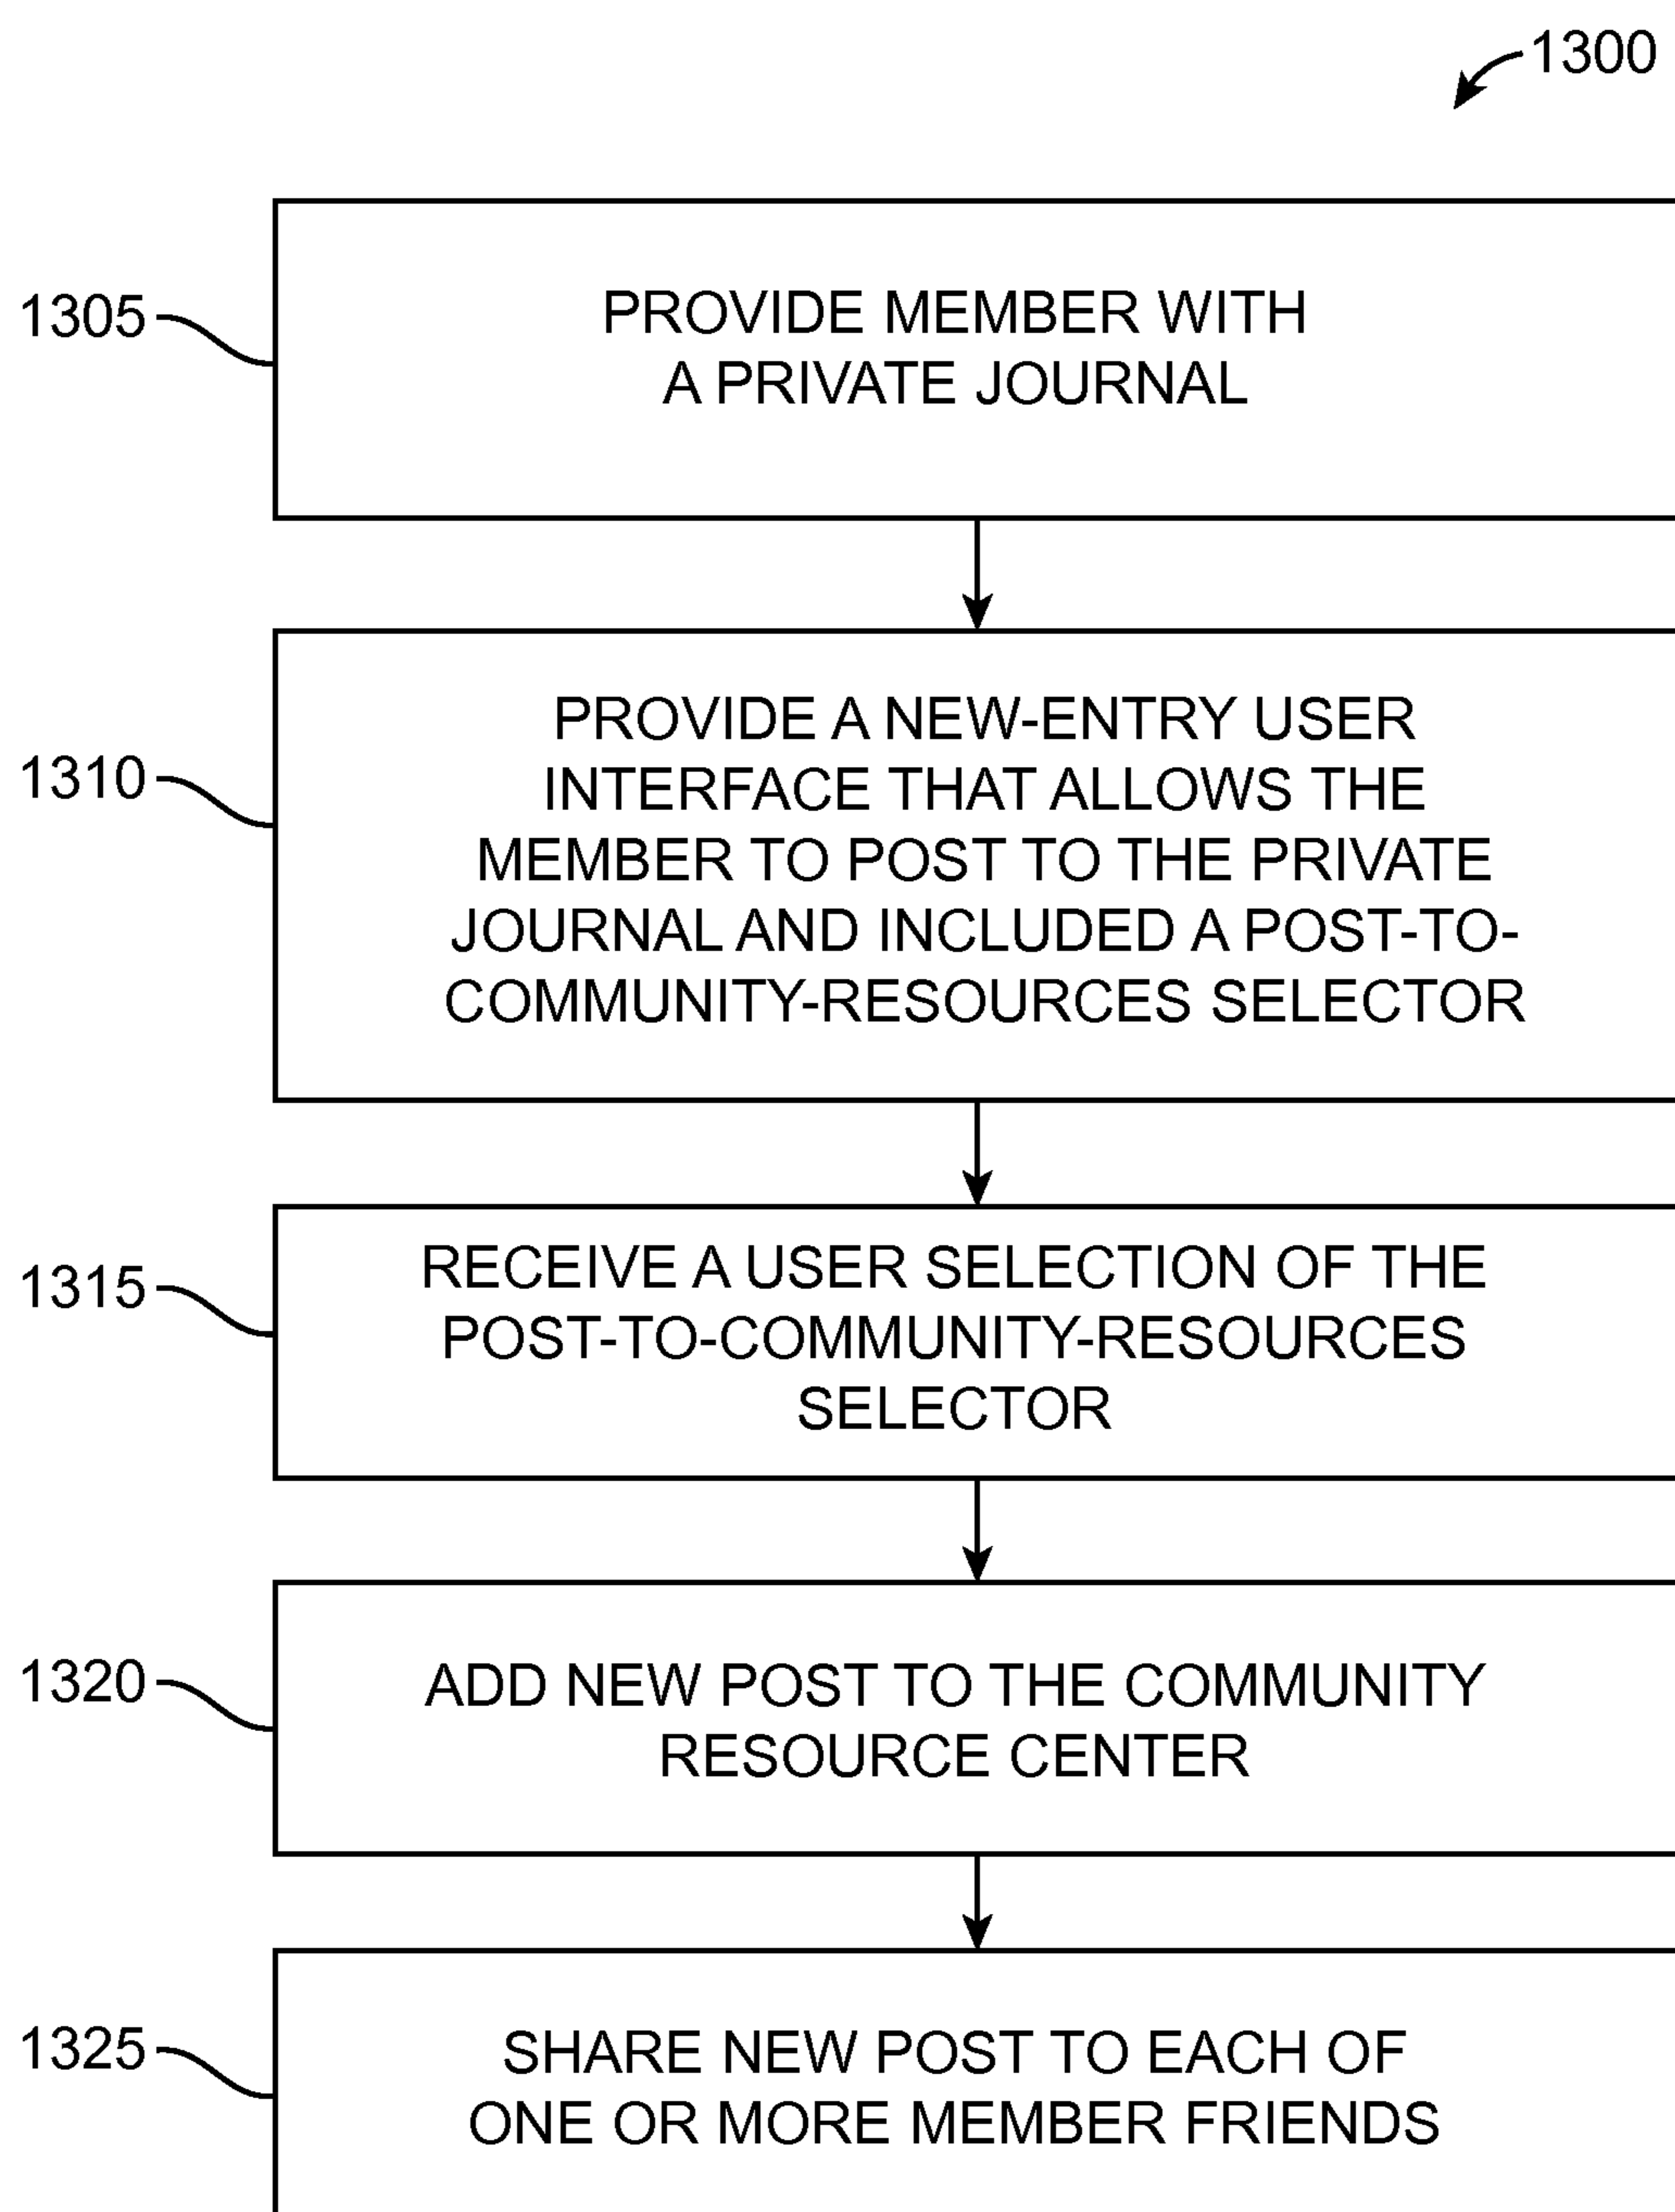 1300
1305
PROVIDE MEMBER WITH
A PRIVATE JOURNAL
1310
PROVIDE A NEW-ENTRY USER
INTERFACE THAT ALLOWS THE
MEMBER TO POST TO THE PRIVATE
JOURNAL AND INCLUDED A POST-TO-
COMMUNITY-RESOURCES SELECTOR
1315
RECEIVE A USER SELECTION OF THE
POST-TO-COMMUNITY-RESOURCES
SELECTOR
1320
ADD NEW POST TO THE COMMUNITY
RESOURCE CENTER
1325
SHARE NEW POST TO EACH OF
ONE OR MORE MEMBER FRIENDS